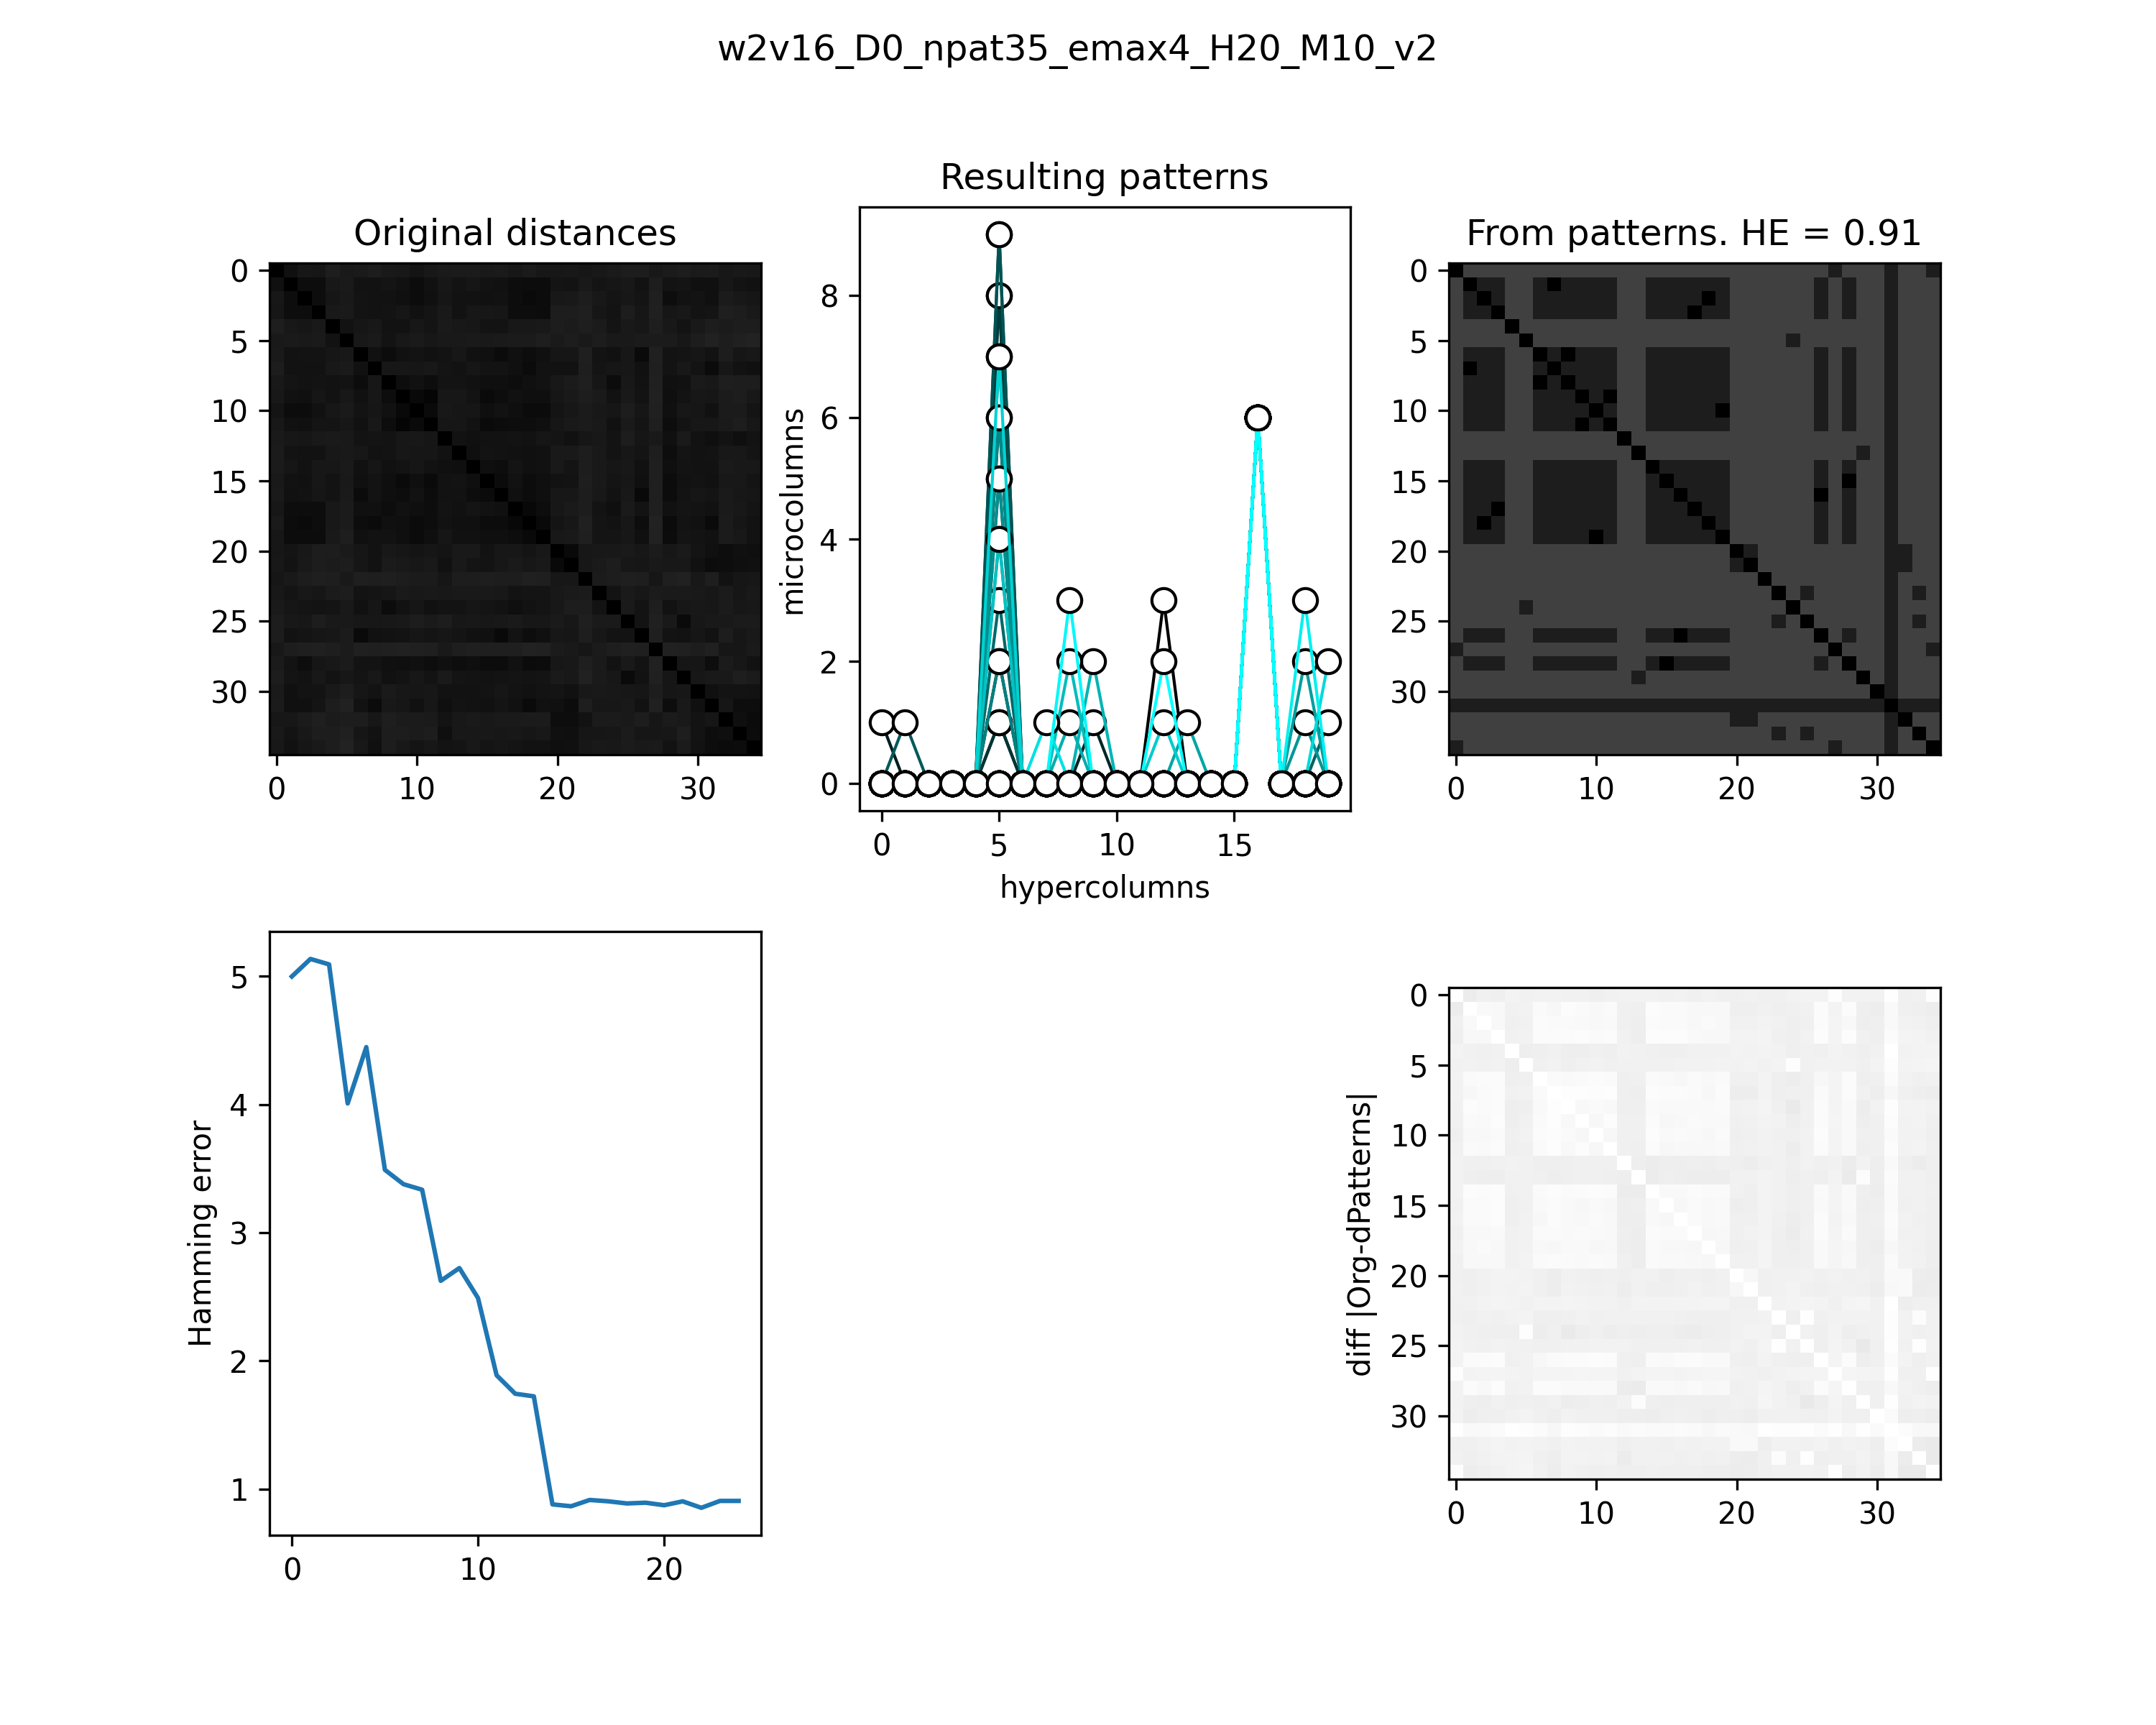 w2v16_D0_npat35_emax4_H20_M10_v2
Original distances
0
5
10
15
20
25
30
0 10 20 30
Resulting patterns
microcolumns
8
6
4
2
0
0 5 10 15
hypercolumns
From patterns. HE = 0.91
0
5
10
15
20
25
30
0 10 20 30
Hamming error
5
4
3
2
1
0 10 20
diff |Org-dPatterns|
0
5
10
15
20
25
30
0 10 20 30